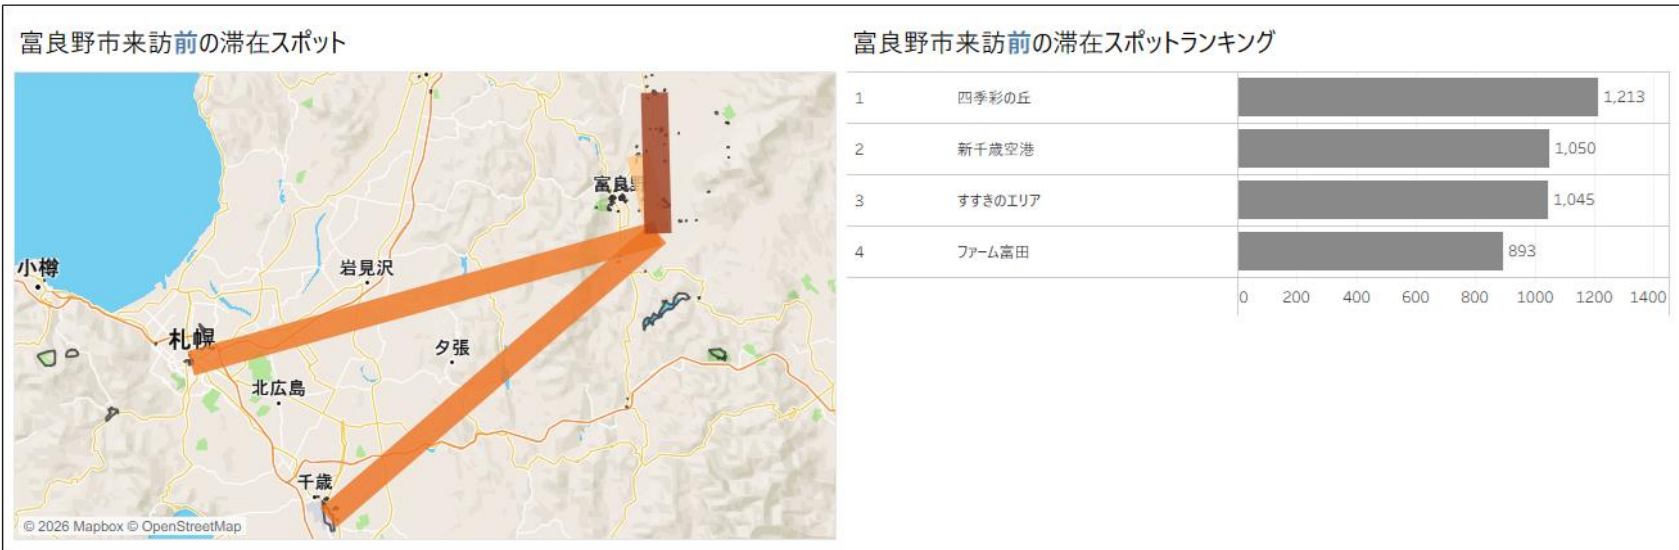 富良野市来訪前の滞在スポット
小樽
札幌
岩見沢
北広島
夕張
千歳
© 2026 Mapbox © OpenStreetMap
富良野市来訪前の滞在スポットランキング
1 四季彩の丘 1,213
2 新千歳空港 1,050
3 すすきのエリア 1,045
4 ファーム富田 893
0 200 400 600 800 1000 1200 1400